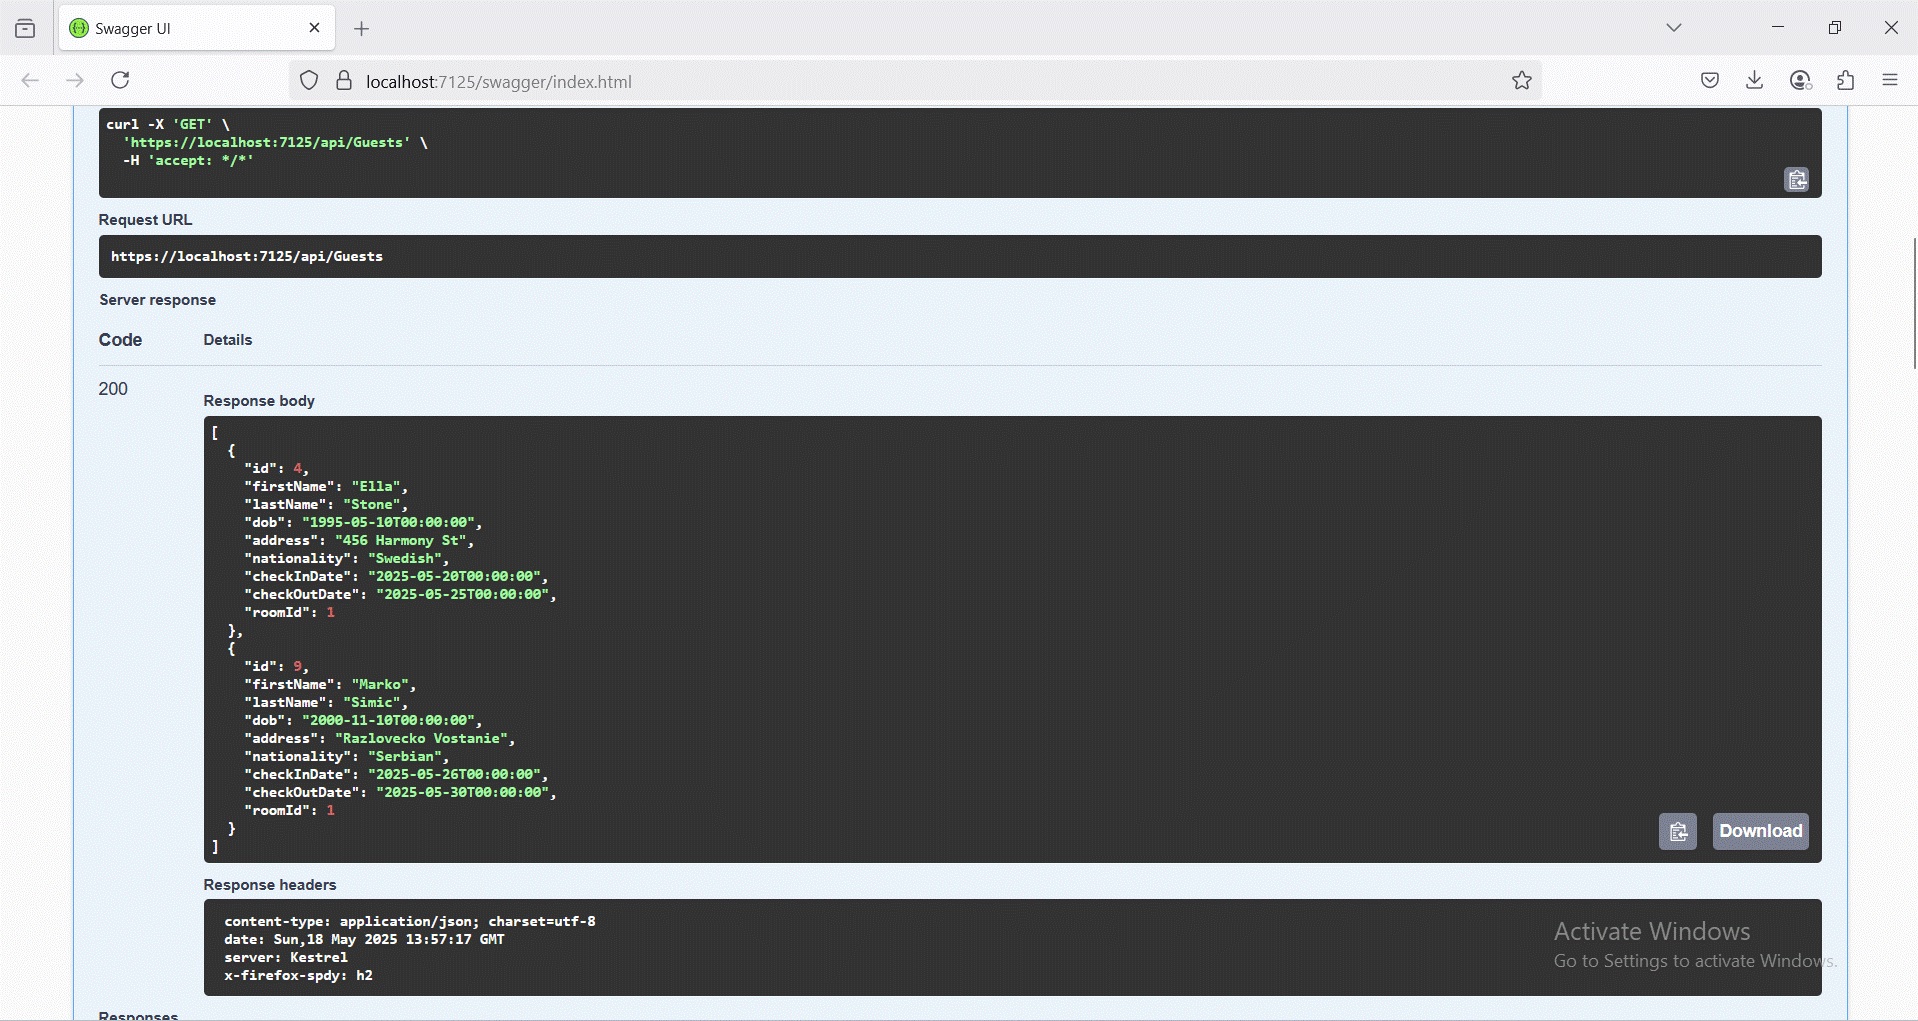 Swagger UI
localhost:7125/swagger/index.html
curl -X 'GET' \
  'https://localhost:7125/api/Guests' \
  -H 'accept: */*'
Request URL
https://localhost:7125/api/Guests
Server response
Code Details
200
Response body
[
  {
    "id": 4,
    "firstName": "Ella",
    "lastName": "Stone",
    "dob": "1995-05-10T00:00:00",
    "address": "456 Harmony St",
    "nationality": "Swedish",
    "checkInDate": "2025-05-20T00:00:00",
    "checkOutDate": "2025-05-25T00:00:00",
    "roomId": 1
  },
  {
    "id": 9,
    "firstName": "Marko",
    "lastName": "Simic",
    "dob": "2000-11-10T00:00:00",
    "address": "Razlovecko Vostanie",
    "nationality": "Serbian",
    "checkInDate": "2025-05-26T00:00:00",
    "checkOutDate": "2025-05-30T00:00:00",
    "roomId": 1
  }
]
Download
Response headers
content-type: application/json; charset=utf-8
date: Sun,18 May 2025 13:57:17 GMT
server: Kestrel
x-firefox-spdy: h2
Activate Windows
Go to Settings to activate Windows.
Responses